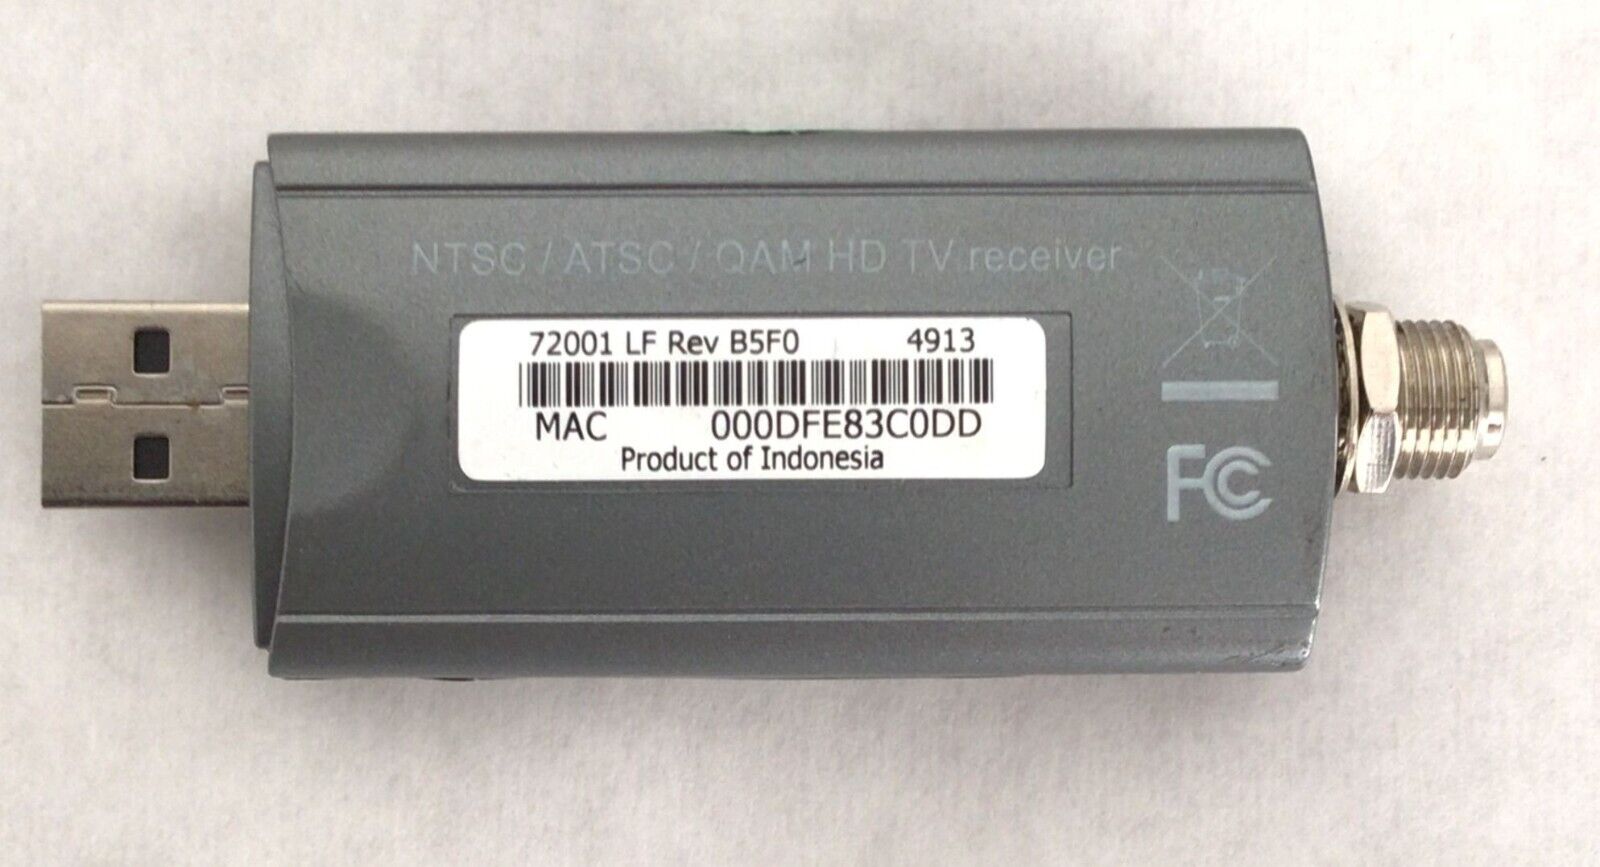 NTSC / ATSC / QAM HD TV receiver
72001 LF Rev B5F0 4913
MAC 000DFE83C0DD
Product of Indonesia
FC